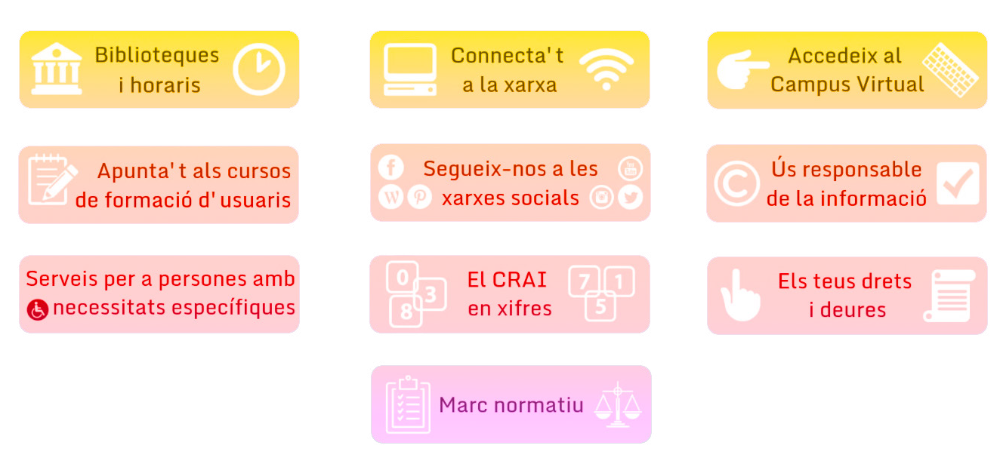 Biblioteques
i horaris
Connecta't
a la xarxa
Accedeix al
Campus Virtual
Apunta't als cursos
de formació d'usuaris
Segueix-nos a les
xarxes socials
You
Tube
Ús responsable
de la informació
Serveis per a persones amb
necessitats específiques
0
3
8
El CRAI
en xifres
7
1
5
Els teus drets
i deures
Marc normatiu